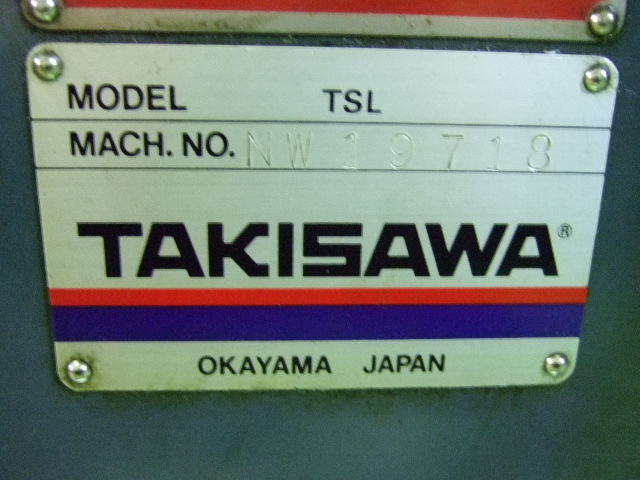 MODEL TSL
MACH. NO. NW19718
TAKISAWA®
OKAYAMA JAPAN